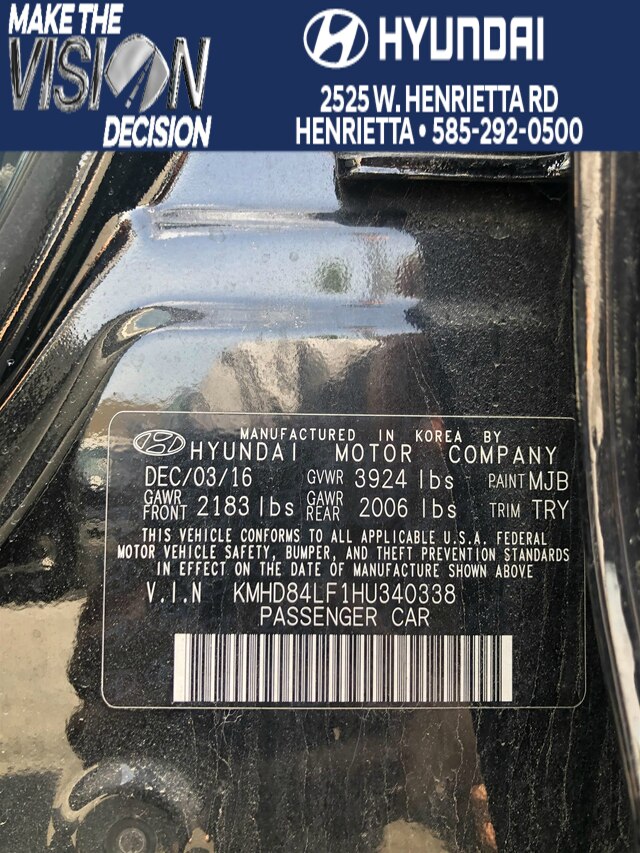 MAKE THE
VISION
DECISION
HYUNDAI
2525 W. HENRIETTA RD
HENRIETTA • 585-292-0500
MANUFACTURED IN KOREA BY
HYUNDAI MOTOR COMPANY
DEC/03/16 GVWR 3924 lbs PAINT MJB
GAWR FRONT 2183 lbs GAWR REAR 2006 lbs TRIM TRY
THIS VEHICLE CONFORMS TO ALL APPLICABLE U.S.A. FEDERAL
MOTOR VEHICLE SAFETY, BUMPER, AND THEFT PREVENTION STANDARDS
IN EFFECT ON THE DATE OF MANUFACTURE SHOWN ABOVE
V.I.N KMHD84LF1HU340338
PASSENGER CAR